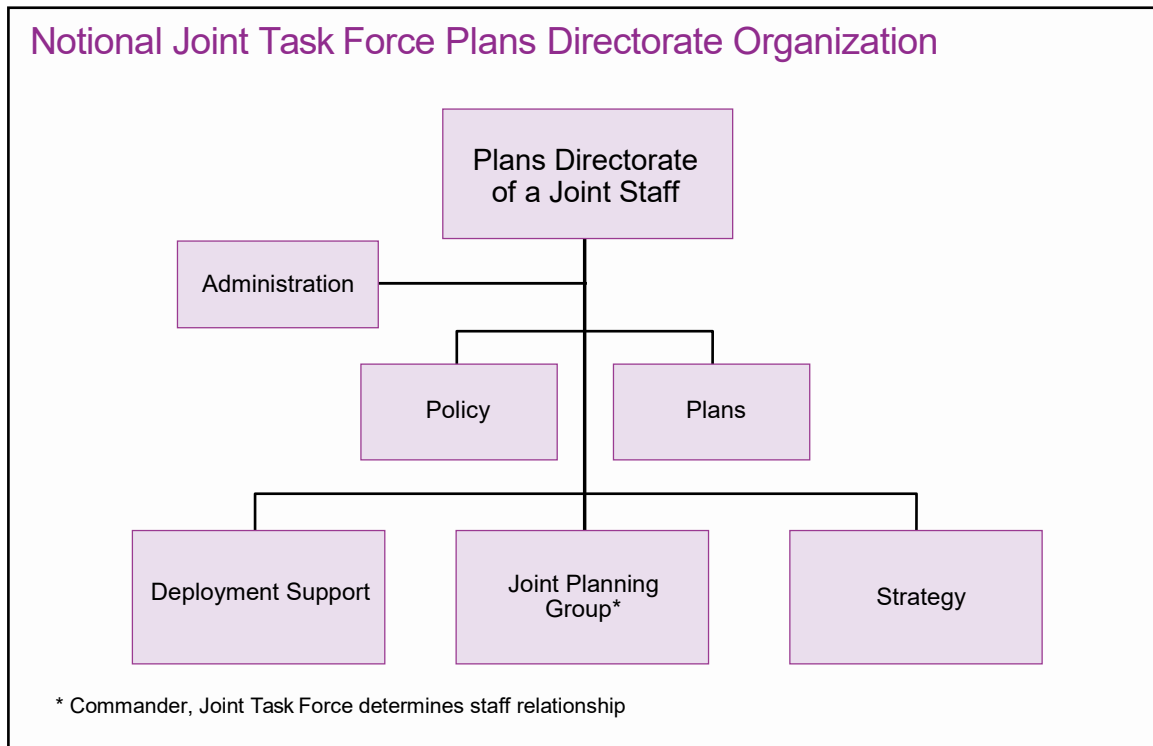 Notional Joint Task Force Plans Directorate Organization
Plans Directorate
of a Joint Staff
Administration
Policy
Plans
Deployment Support
Joint Planning
Group*
Strategy
* Commander, Joint Task Force determines staff relationship